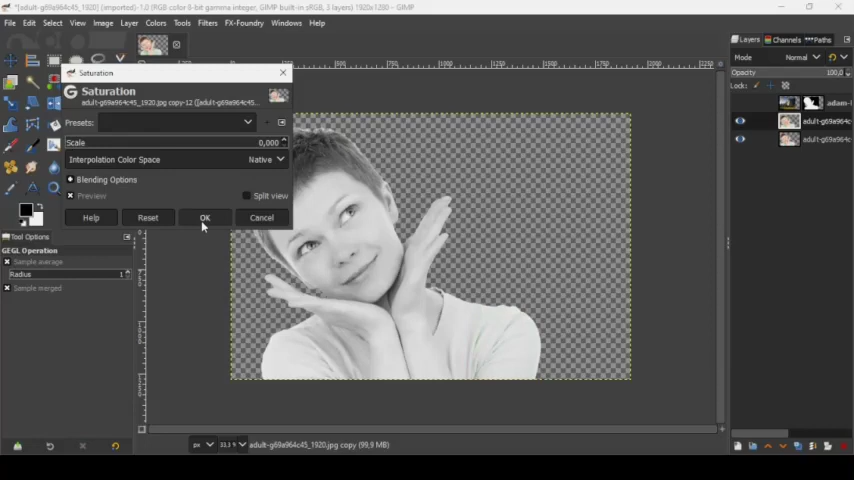 *[adult-g69a964c45_1920] (imported)-1.0 (RGB color 8-bit gamma integer, GIMP built-in sRGB, 3 layers) 1920x1280 – GIMP
File Edit Select View Image Layer Colors Tools Filters FX-Foundry Windows Help
Layers Channels Paths
Saturation
Mode Normal
Saturation
adult-g69a964c45_1920.jpg copy-12 ([adult-g69a964c45...
Opacity 100,0
Lock:
Presets:
adam-
Scale 0,000
adult-g69a964c
Interpolation Color Space Native
adult-g69a964c
Blending Options
Preview Split view
Help Reset OK Cancel
Tool Options
GEGL Operation
Sample average
Radius 1
Sample merged
px 33.3 % adult-g69a964c45_1920.jpg copy (99,9 MB)